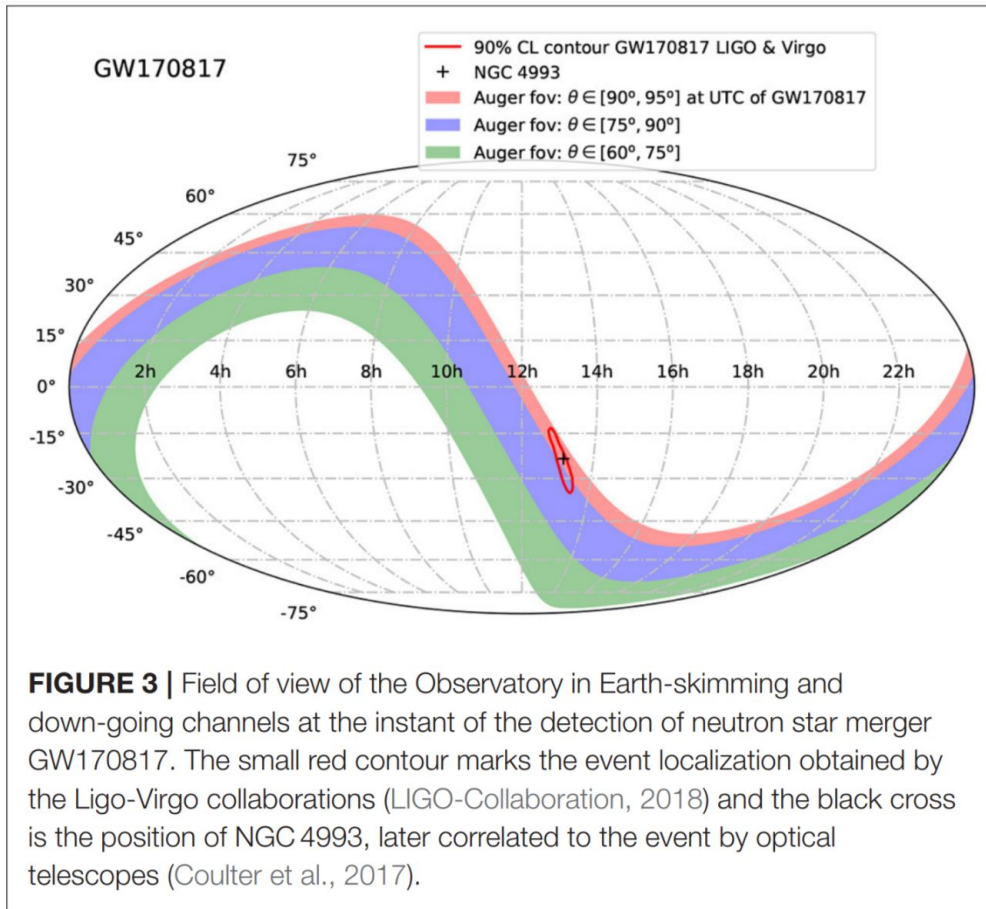 GW170817
90% CL contour GW170817 LIGO & Virgo
NGC 4993
Auger fov: θ ∈ [90°, 95°] at UTC of GW170817
Auger fov: θ ∈ [75°, 90°]
Auger fov: θ ∈ [60°, 75°]
75°
60°
45°
30°
15°
0°
-15°
-30°
-45°
-60°
-75°
2h 4h 6h 8h 10h 12h 14h 16h 18h 20h 22h
FIGURE 3 | Field of view of the Observatory in Earth-skimming and
down-going channels at the instant of the detection of neutron star merger
GW170817. The small red contour marks the event localization obtained by
the Ligo-Virgo collaborations (LIGO-Collaboration, 2018) and the black cross
is the position of NGC 4993, later correlated to the event by optical
telescopes (Coulter et al., 2017).